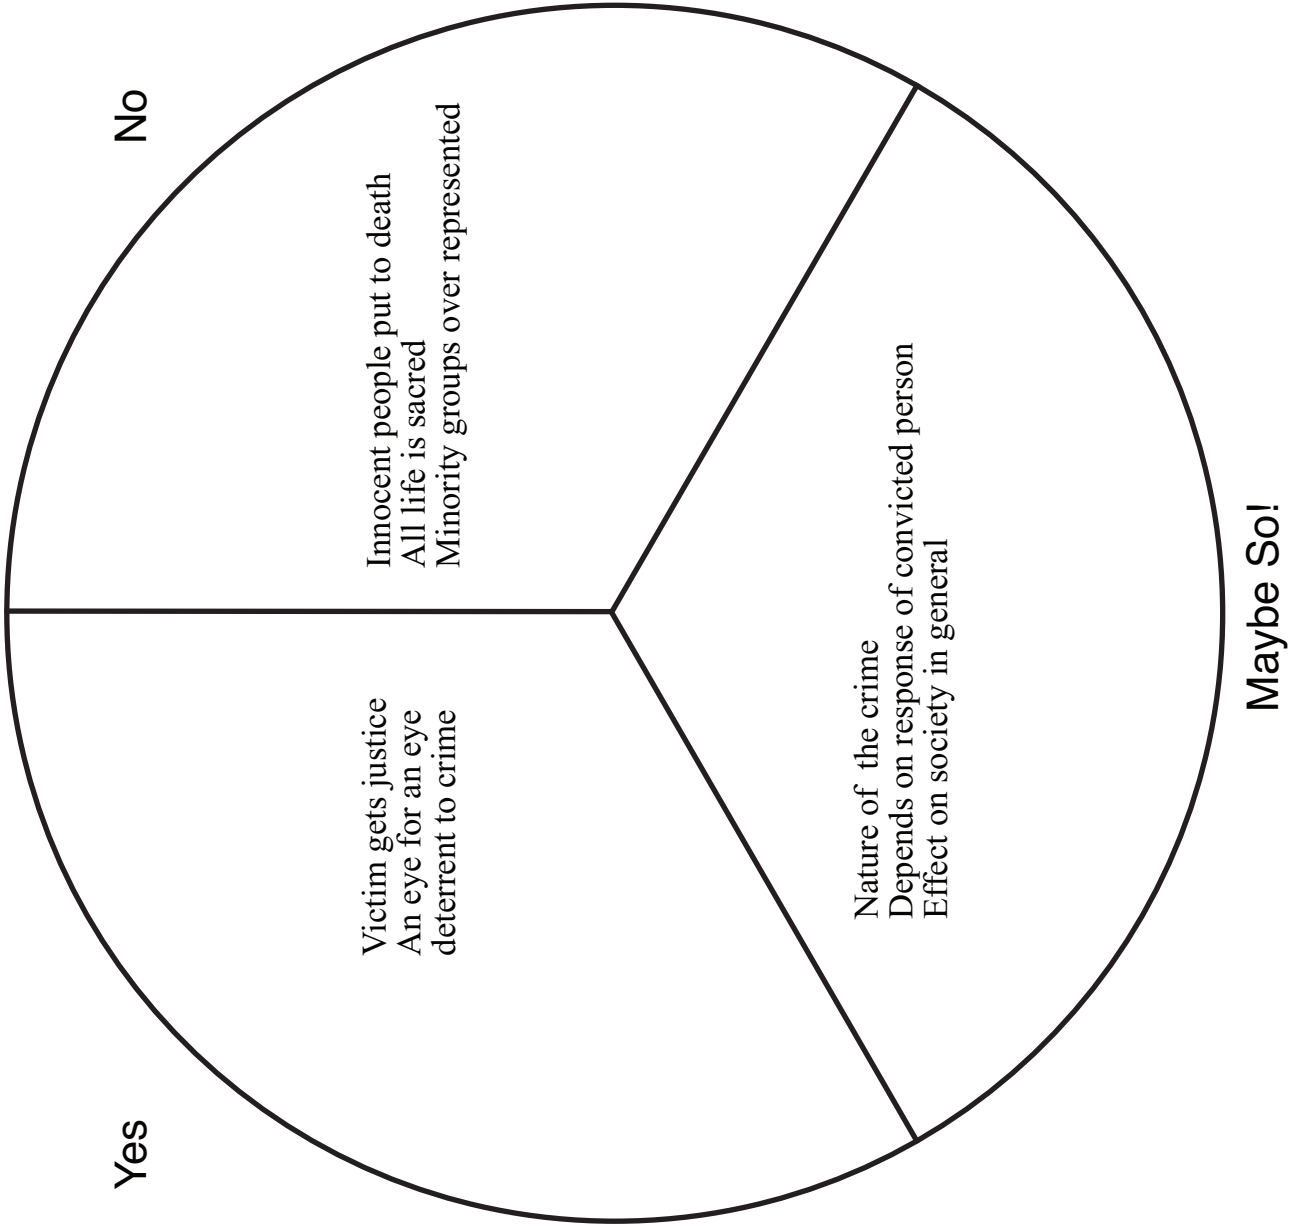 Yes
No
Victim gets justice
An eye for an eye
deterrent to crime
Innocent people put to death
All life is sacred
Minority groups over represented
Nature of  the crime
Depends on response of convicted person
Effect on society in general
Maybe So!